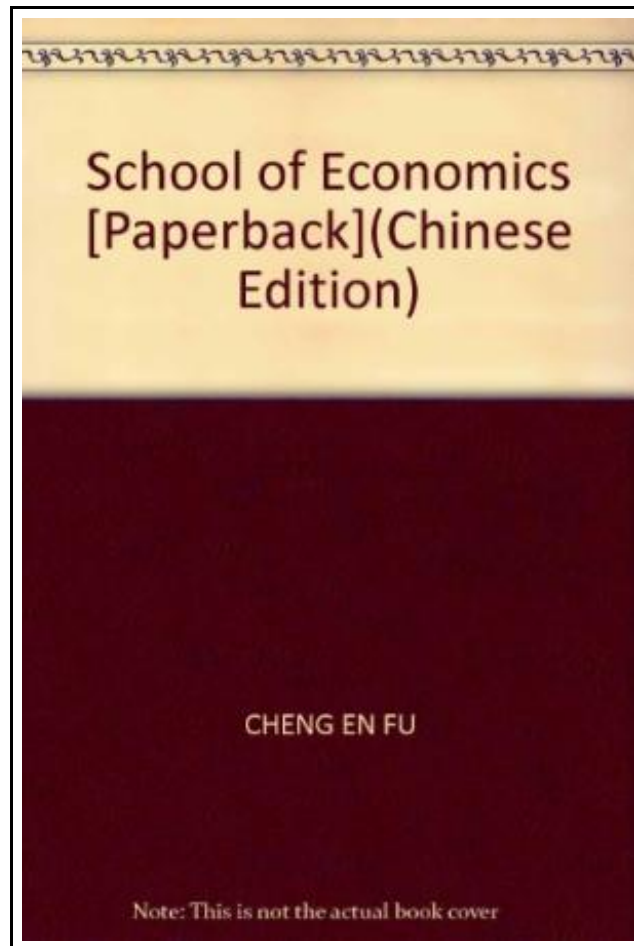 School of Economics
[Paperback](Chinese
Edition)
CHENG EN FU
Note: This is not the actual book cover